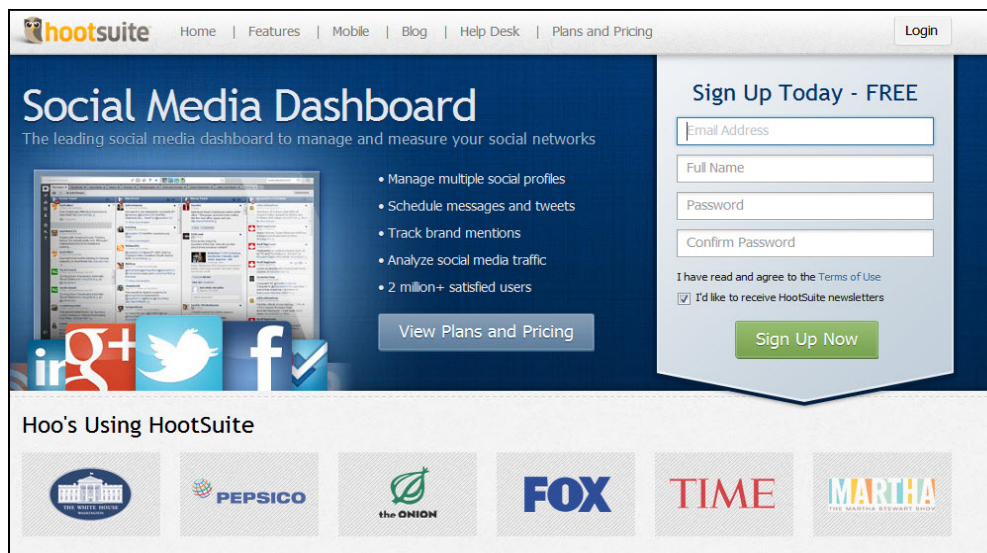 hootsuite
Home | Features | Mobile | Blog | Help Desk | Plans and Pricing
Login
Social Media Dashboard
The leading social media dashboard to manage and measure your social networks
• Manage multiple social profiles
• Schedule messages and tweets
• Track brand mentions
• Analyze social media traffic
• 2 million+ satisfied users
View Plans and Pricing
in
g+
f
Sign Up Today - FREE
Email Address
Full Name
Password
Confirm Password
I have read and agree to the Terms of Use
I'd like to receive HootSuite newsletters
Sign Up Now
Hoo's Using HootSuite
THE WHITE HOUSE
WASHINGTON
PEPSICO
the ONION
FOX
TIME
MARTHA
THE MARTHA STEWART SHOW